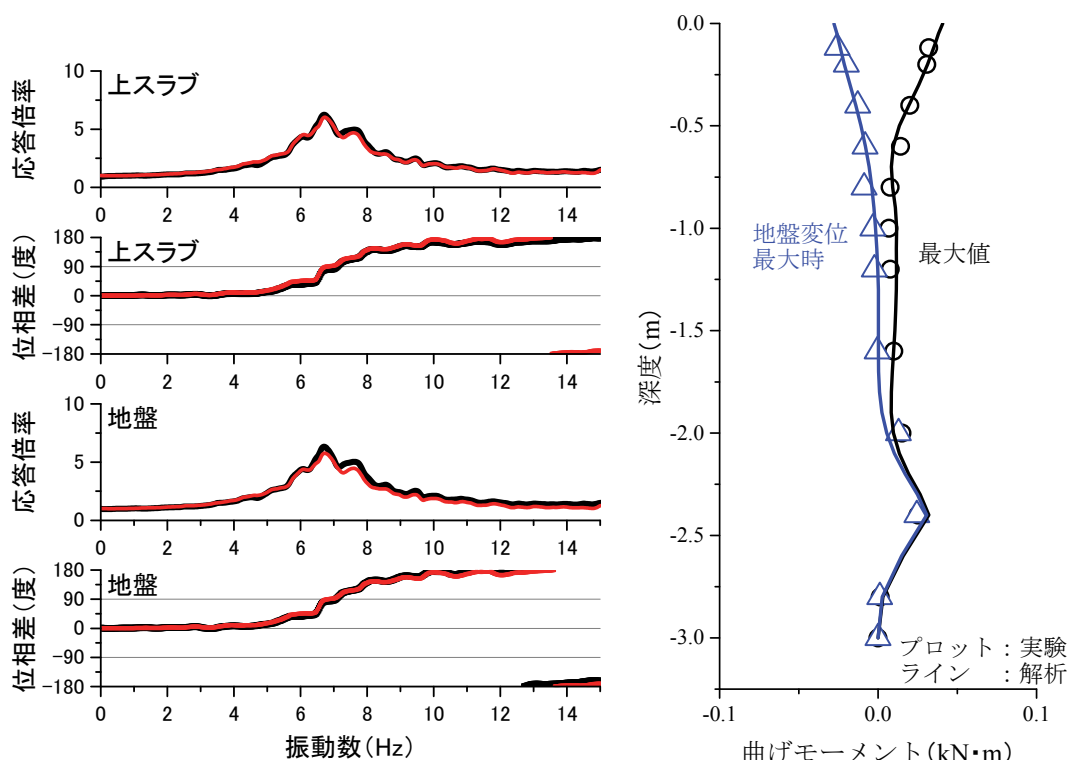 応答倍率
10
5
0
上スラブ
0 2 4 6 8 10 12 14
位相差(度)
180
90
0
-90
-180
上スラブ
0 2 4 6 8 10 12 14
応答倍率
10
5
0
地盤
0 2 4 6 8 10 12 14
位相差(度)
180
90
0
-90
-180
地盤
0 2 4 6 8 10 12 14
振動数(Hz)
深度(m)
0.0
-0.5
-1.0
-1.5
-2.0
-2.5
-3.0
地盤変位
最大時
最大値
プロット:実験
ライン :解析
-0.1 0.0 0.1
曲げモーメント(kN・m)